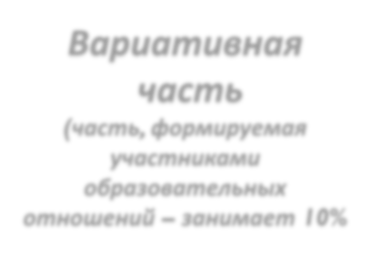 Вариативная
часть
(часть, формируемая
участниками
образовательных
отношений – занимает 10%